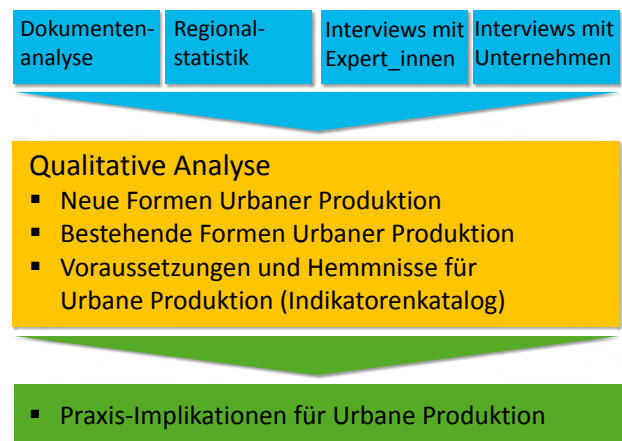 Dokumenten-
analyse
Regional-
statistik
Interviews mit
Expert_innen
Interviews mit
Unternehmen
Qualitative Analyse
▪ Neue Formen Urbaner Produktion
▪ Bestehende Formen Urbaner Produktion
▪ Voraussetzungen und Hemmnisse für
Urbane Produktion (Indikatorenkatalog)
▪ Praxis-Implikationen für Urbane Produktion